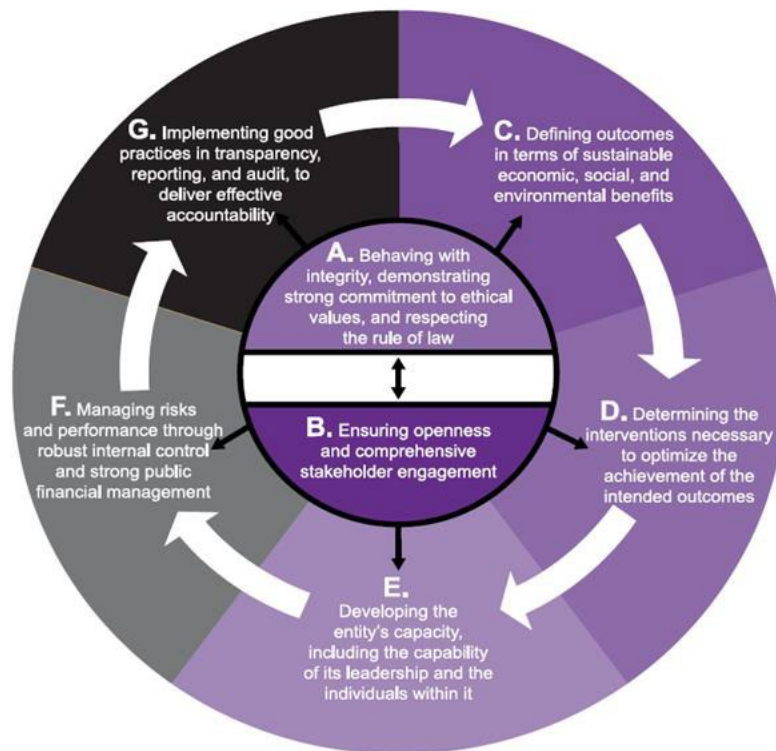 G. Implementing good
practices in transparency,
reporting, and audit, to
deliver effective
accountability
C. Defining outcomes
in terms of sustainable
economic, social, and
environmental benefits
A. Behaving with
integrity, demonstrating
strong commitment to ethical
values, and respecting
the rule of law
B. Ensuring openness
and comprehensive
stakeholder engagement
D. Determining the
interventions necessary
to optimize the
achievement of the
intended outcomes
E.
Developing the
entity's capacity,
including the capability
of its leadership and the
individuals within it
F. Managing risks
and performance through
robust internal control
and strong public
financial management